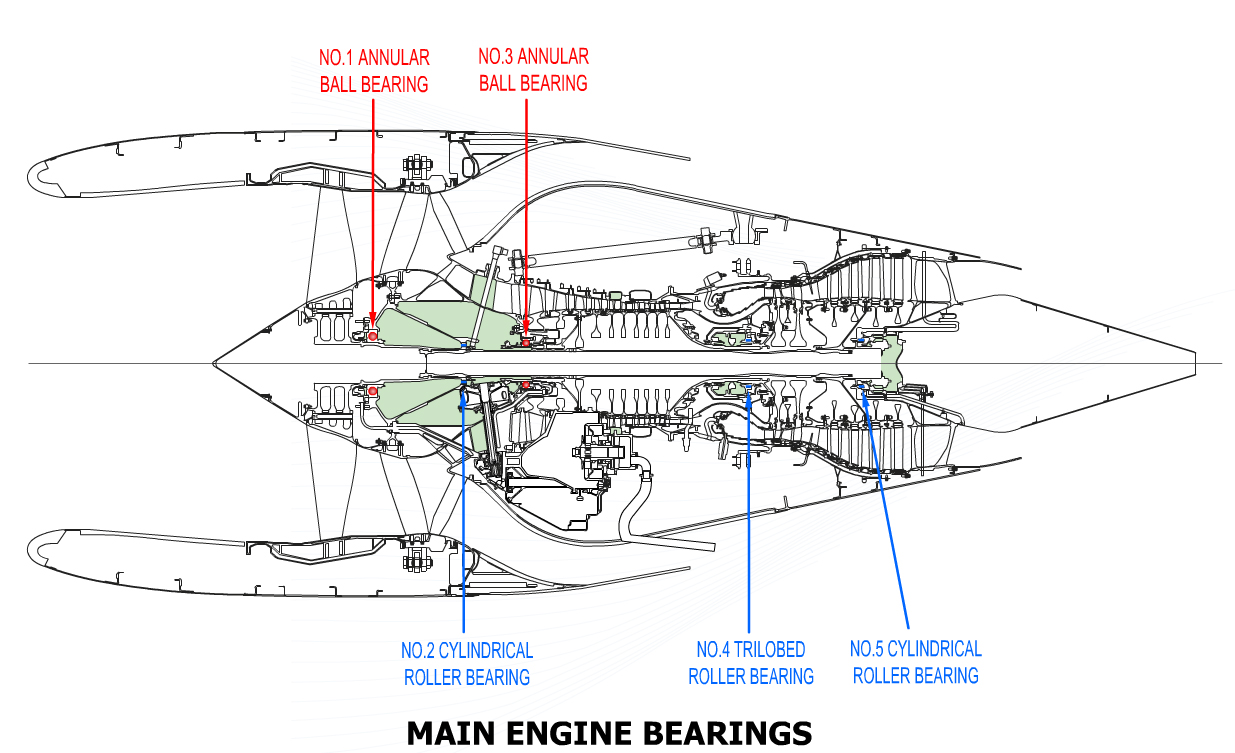 NO.1 ANNULAR
BALL BEARING
NO.3 ANNULAR
BALL BEARING
NO.2 CYLINDRICAL
ROLLER BEARING
NO.4 TRILOBED
ROLLER BEARING
NO.5 CYLINDRICAL
ROLLER BEARING
MAIN ENGINE BEARINGS